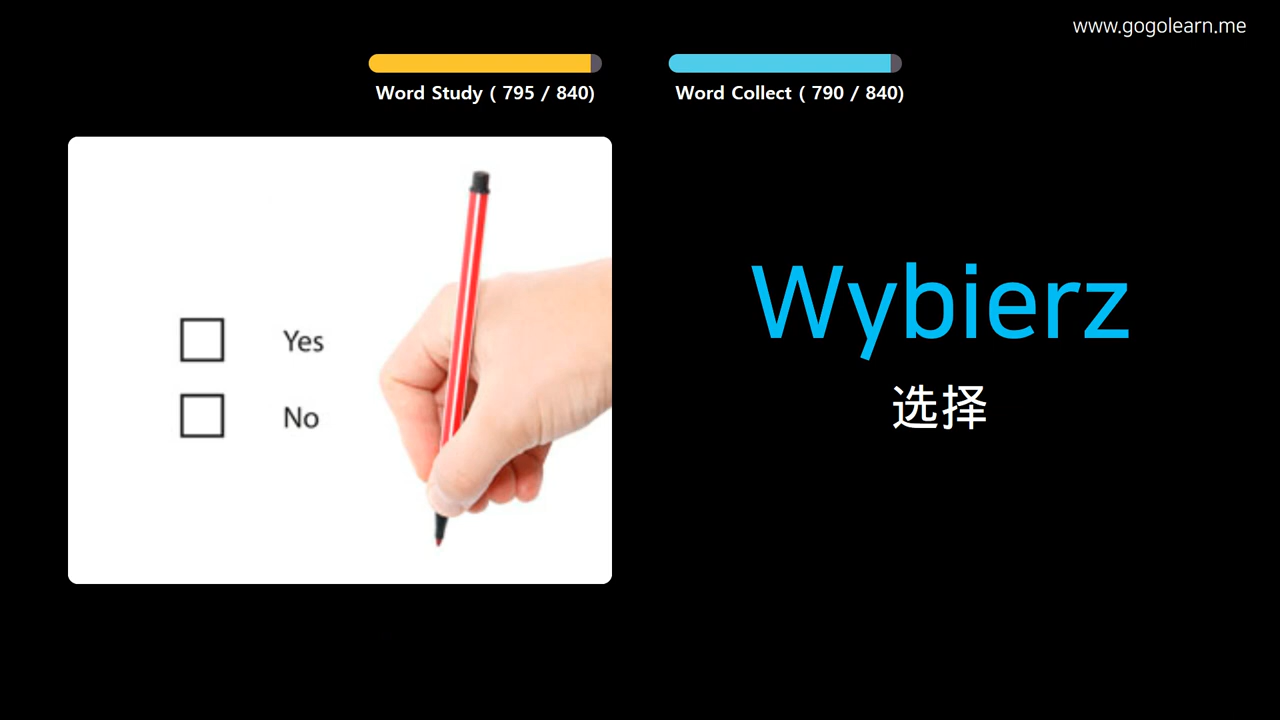 www.gogolearn.me
Word Study ( 795 / 840)
Word Collect ( 790 / 840)
Yes
No
Wybierz
选择